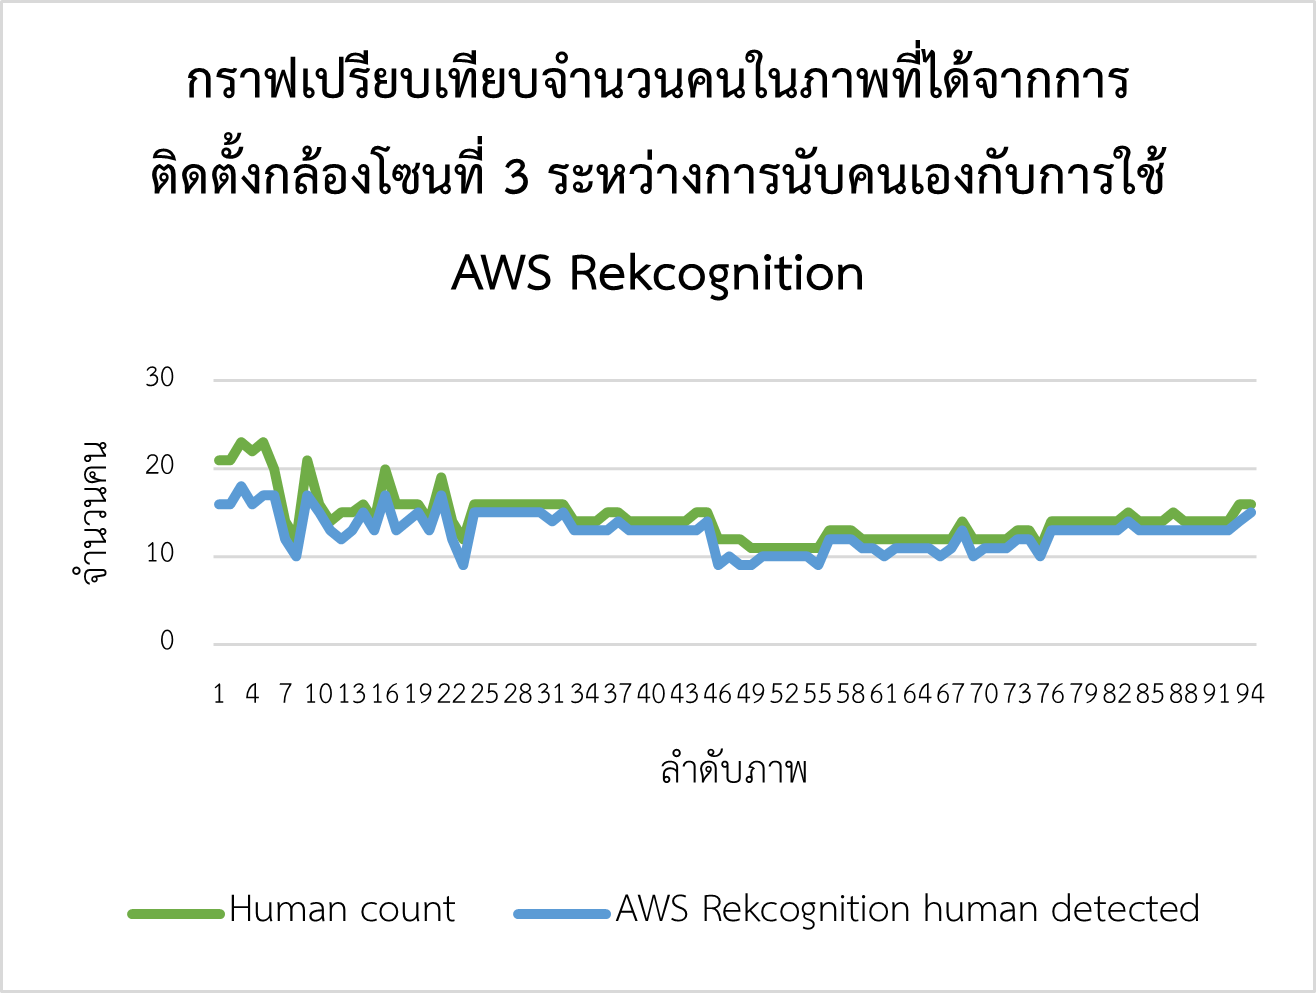 กราฟเปรียบเทียบจำนวนคนในภาพที่ได้จากการ
ติดตั้งกล้องโซนที่ 3 ระหว่างการนับคนเองกับการใช้
AWS Rekcognition
30
20
10
0
จำนวนคน
1 4 7 10 13 16 19 22 25 28 31 34 37 40 43 46 49 52 55 58 61 64 67 70 73 76 79 82 85 88 91 94
ลำดับภาพ
Human count AWS Rekcognition human detected